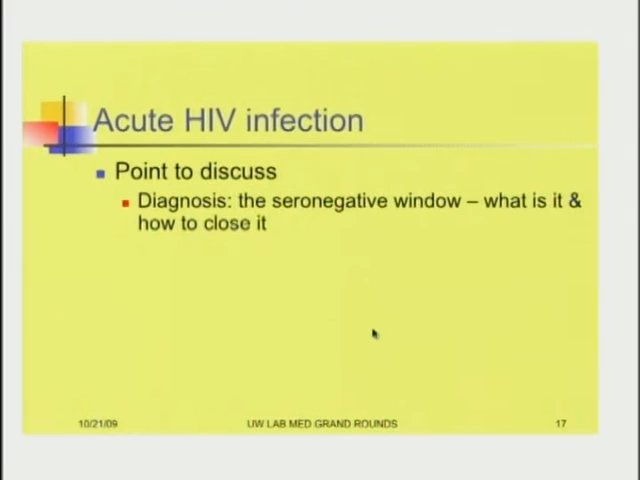 Acute HIV infection
Point to discuss
Diagnosis: the seronegative window – what is it &
how to close it
10/21/09
UW LAB MED GRAND ROUNDS
17